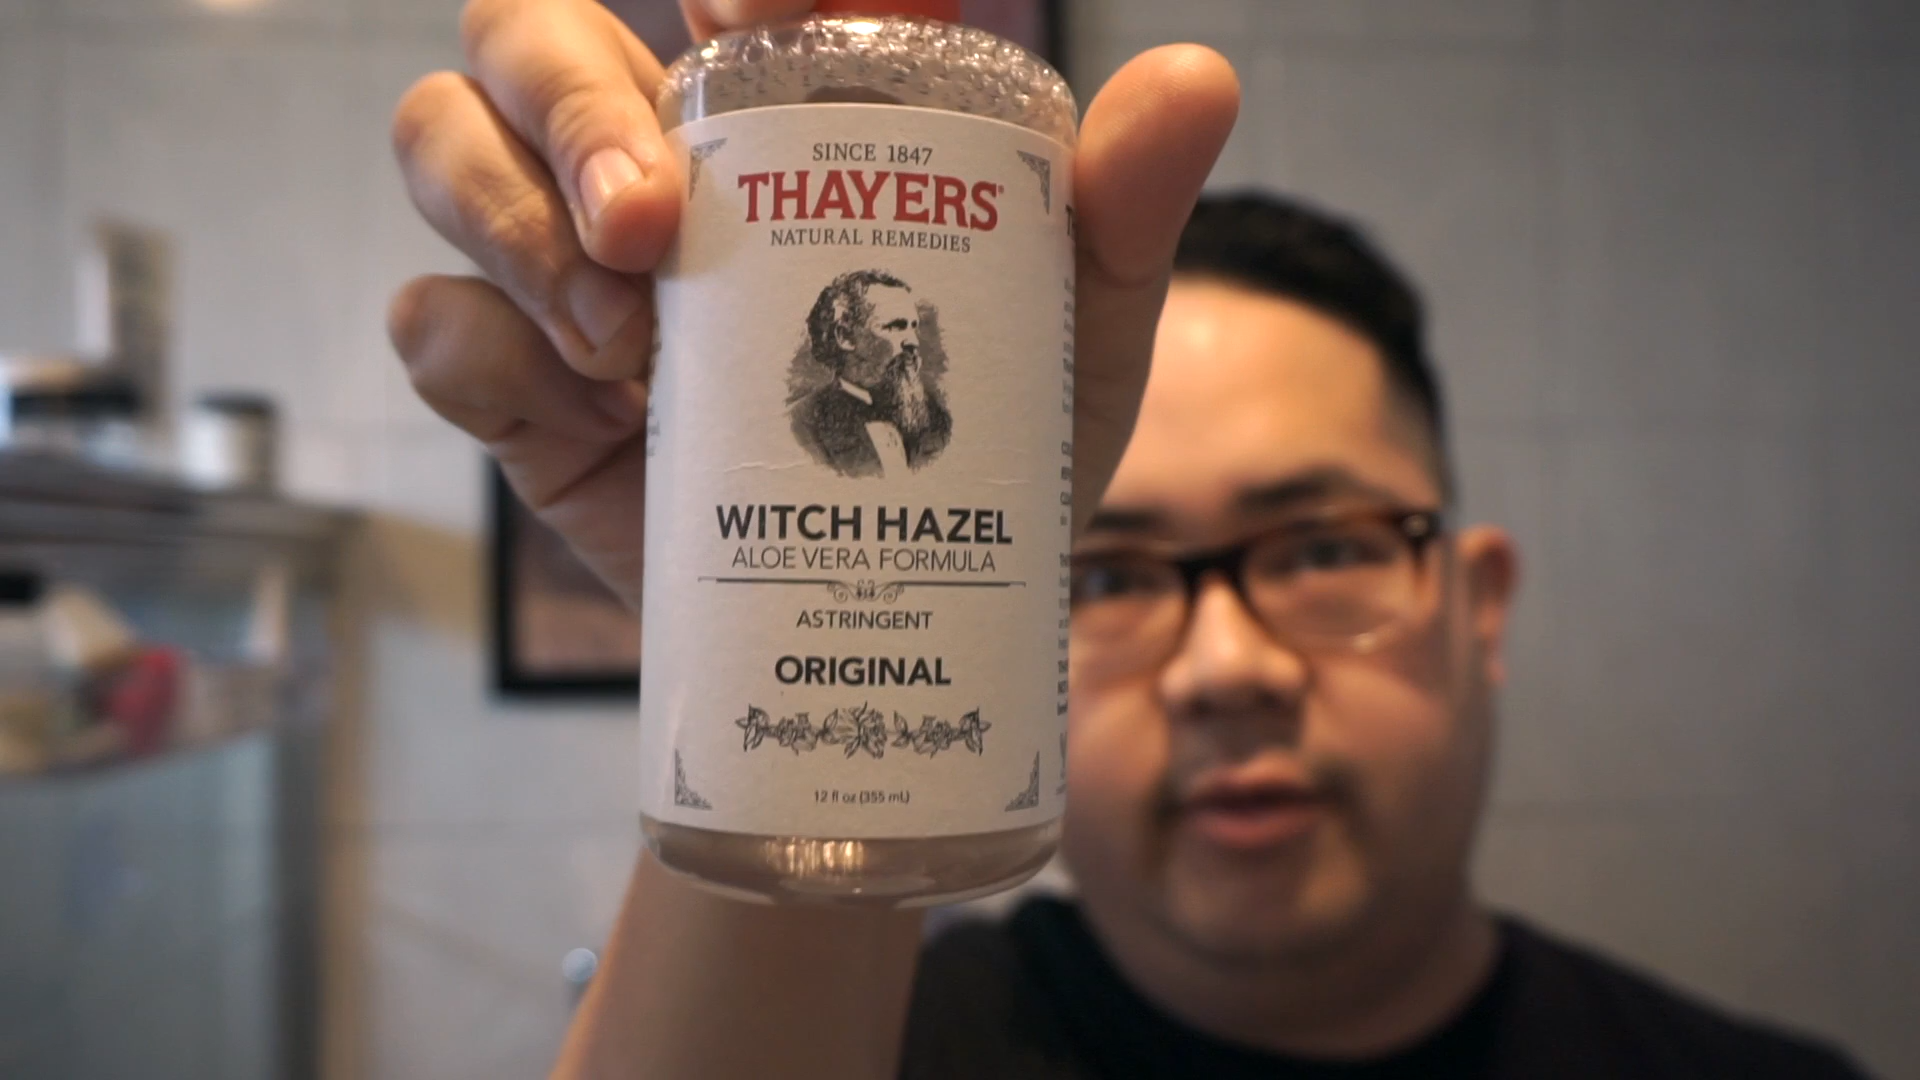 SINCE 1847
THAYERS®
NATURAL REMEDIES
WITCH HAZEL
ALOE VERA FORMULA
ASTRINGENT
ORIGINAL
12 fl oz (355 mL)